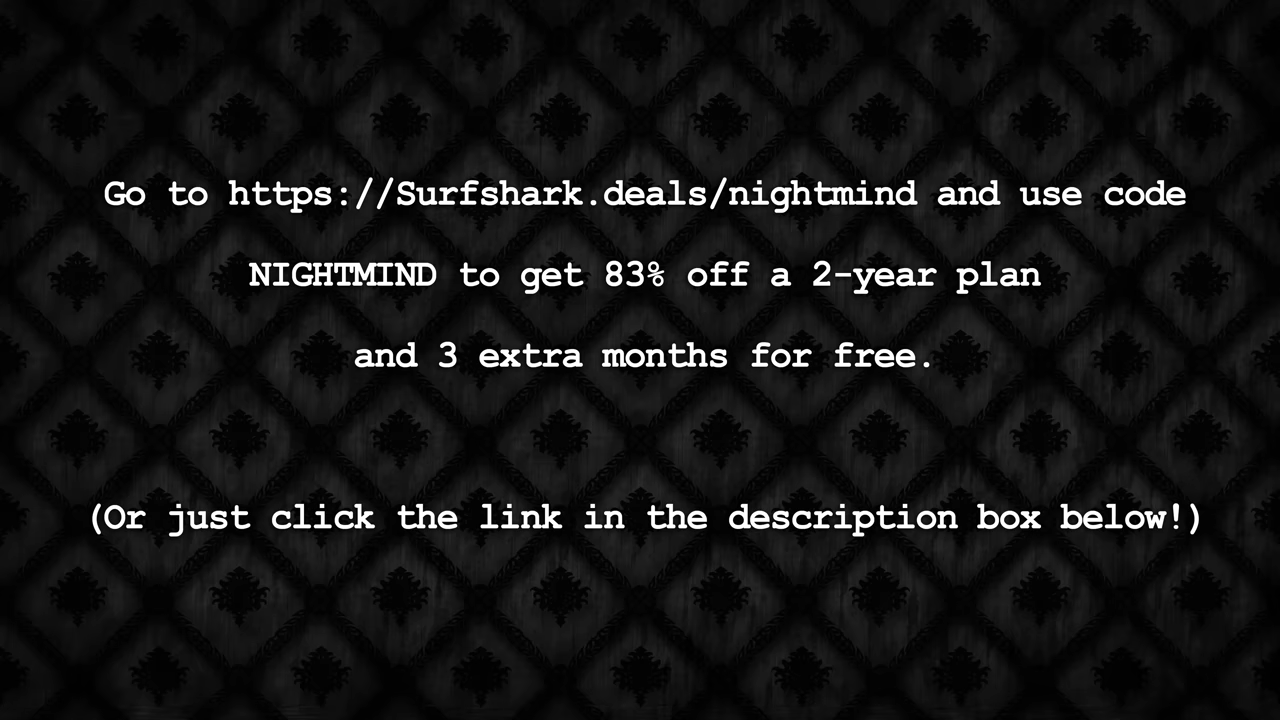 Go to https://Surfshark.deals/nightmind and use code
NIGHTMIND to get 83% off a 2-year plan
and 3 extra months for free.
(Or just click the link in the description box below!)